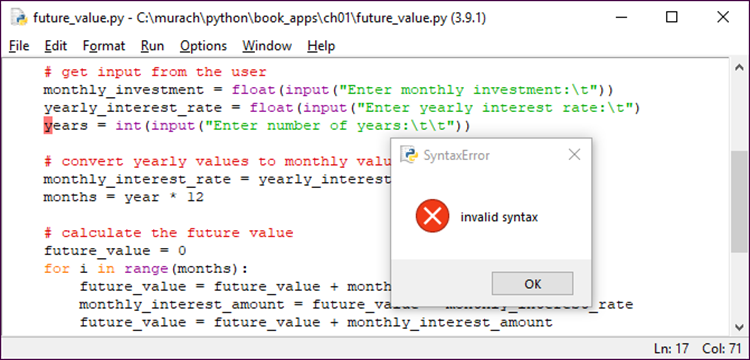 future_value.py - C:\murach\python\book_apps\ch01\future_value.py (3.9.1)
File Edit Format Run Options Window Help
# get input from the user
monthly_investment = float(input("Enter monthly investment:\t"))
yearly_interest_rate = float(input("Enter yearly interest rate:\t")
years = int(input("Enter number of years:\t\t"))
# convert yearly values to monthly valu
monthly_interest_rate = yearly_interest
months = year * 12
# calculate the future value
future_value = 0
for i in range(months):
future_value = future_value + month
monthly_interest_amount = future_value * monthly_interest_rate
future_value = future_value + monthly_interest_amount
SyntaxError
invalid syntax
OK
Ln: 17 Col: 71